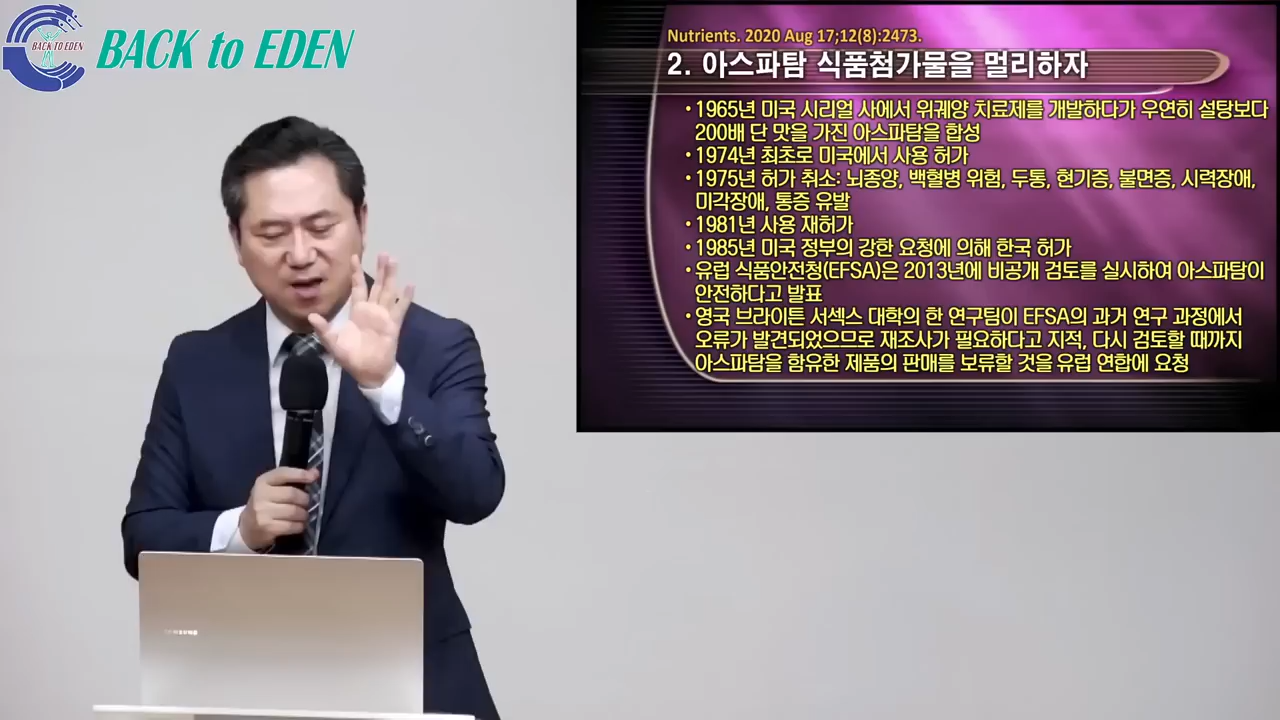 BACK TO EDEN
BACK to EDEN
Nutrients. 2020 Aug 17;12(8):2473.
2. 아스파탐 식품첨가물을 멀리하자
• 1965년 미국 시리얼 사에서 위궤양 치료제를 개발하다가 우연히 설탕보다
200배 단 맛을 가진 아스파탐을 합성
• 1974년 최초로 미국에서 사용 허가
• 1975년 허가 취소: 뇌종양, 백혈병 위험, 두통, 현기증, 불면증, 시력장애,
미각장애, 통증 유발
• 1981년 사용 재허가
• 1985년 미국 정부의 강한 요청에 의해 한국 허가
• 유럽 식품안전청(EFSA)은 2013년에 비공개 검토를 실시하여 아스파탐이
안전하다고 발표
• 영국 브라이튼 서섹스 대학의 한 연구팀이 EFSA의 과거 연구 과정에서
오류가 발견되었으므로 재조사가 필요하다고 지적, 다시 검토할 때까지
아스파탐을 함유한 제품의 판매를 보류할 것을 유럽 연합에 요청
SAMSUNG